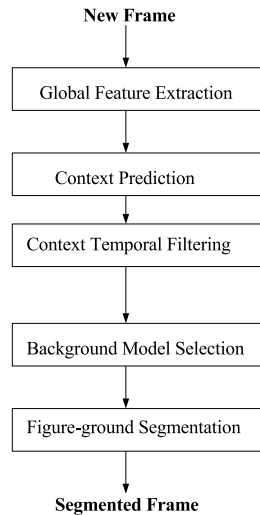 New Frame
Global Feature Extraction
Context Prediction
Context Temporal Filtering
Background Model Selection
Figure-ground Segmentation
Segmented Frame